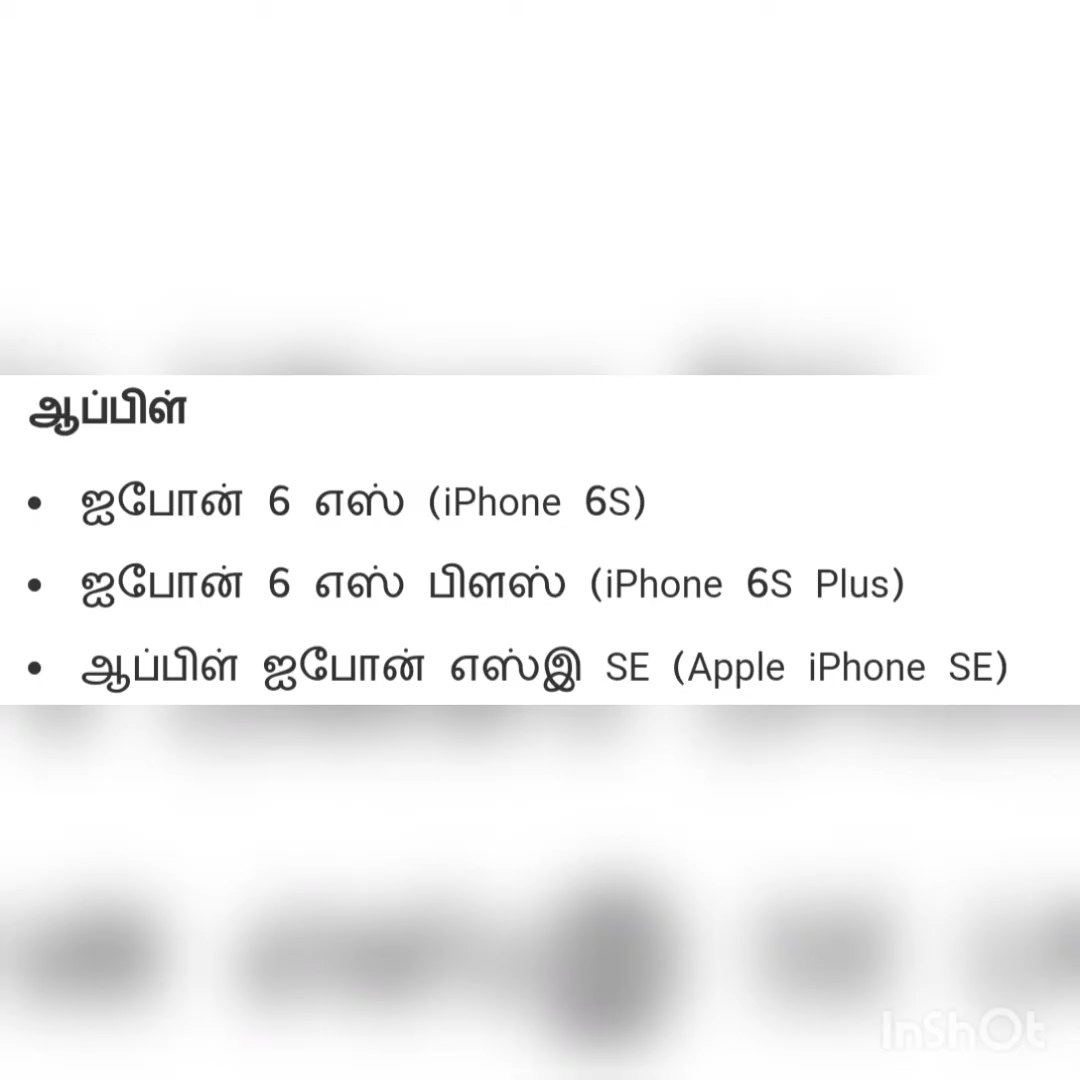 ஆப்பிள்
• ஐபோன் 6 எஸ் (iPhone 6S)
• ஐபோன் 6 எஸ் பிளஸ் (iPhone 6S Plus)
• ஆப்பிள் ஐபோன் எஸ்இ SE (Apple iPhone SE)
InShOt